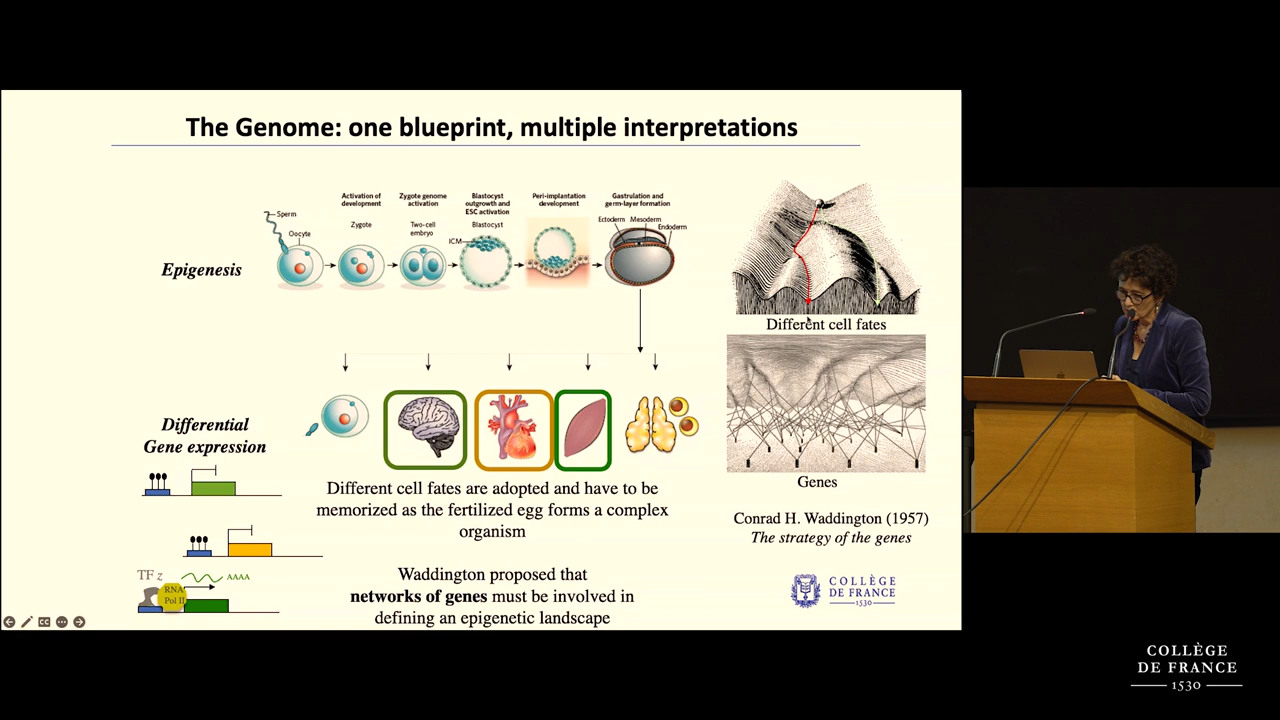 The Genome: one blueprint, multiple interpretations
Activation of
development
Zygote genome
activation
Blastocyst
outgrowth and
ESC activation
Peri-implantation
development
Gastrulation and
germ-layer formation
Sperm
Oocyte
Zygote
Two-cell
embryo
Blastocyst
ICM
Ectoderm
Mesoderm
Endoderm
Epigenesis
Different cell fates
Differential
Gene expression
Different cell fates are adopted and have to be
memorized as the fertilized egg forms a complex
organism
Genes
Conrad H. Waddington (1957)
The strategy of the genes
TF z
AAAA
RNA
Pol II
Waddington proposed that
networks of genes must be involved in
defining an epigenetic landscape
COLLÈGE
DE FRANCE
1530
CC
COLLÈGE
DE FRANCE
1530